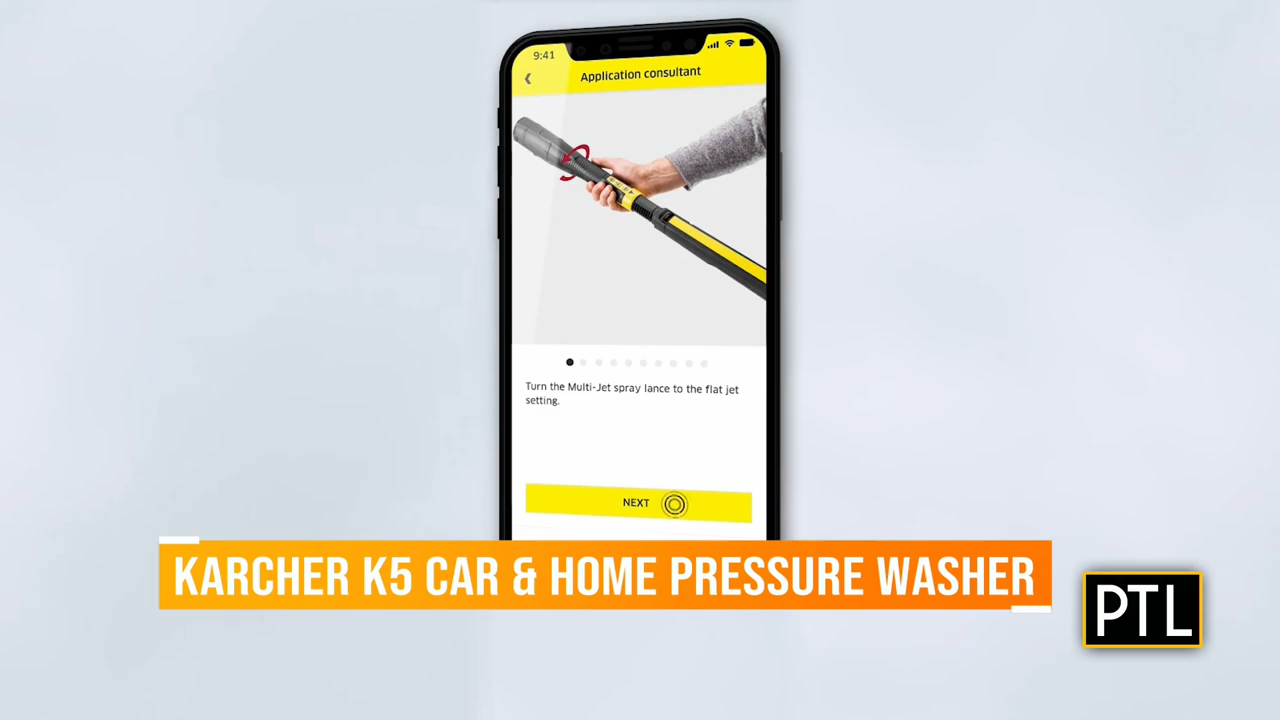 9:41
Application consultant
Turn the Multi-Jet spray lance to the flat jet
setting.
NEXT
KARCHER K5 CAR & HOME PRESSURE WASHER
PTL